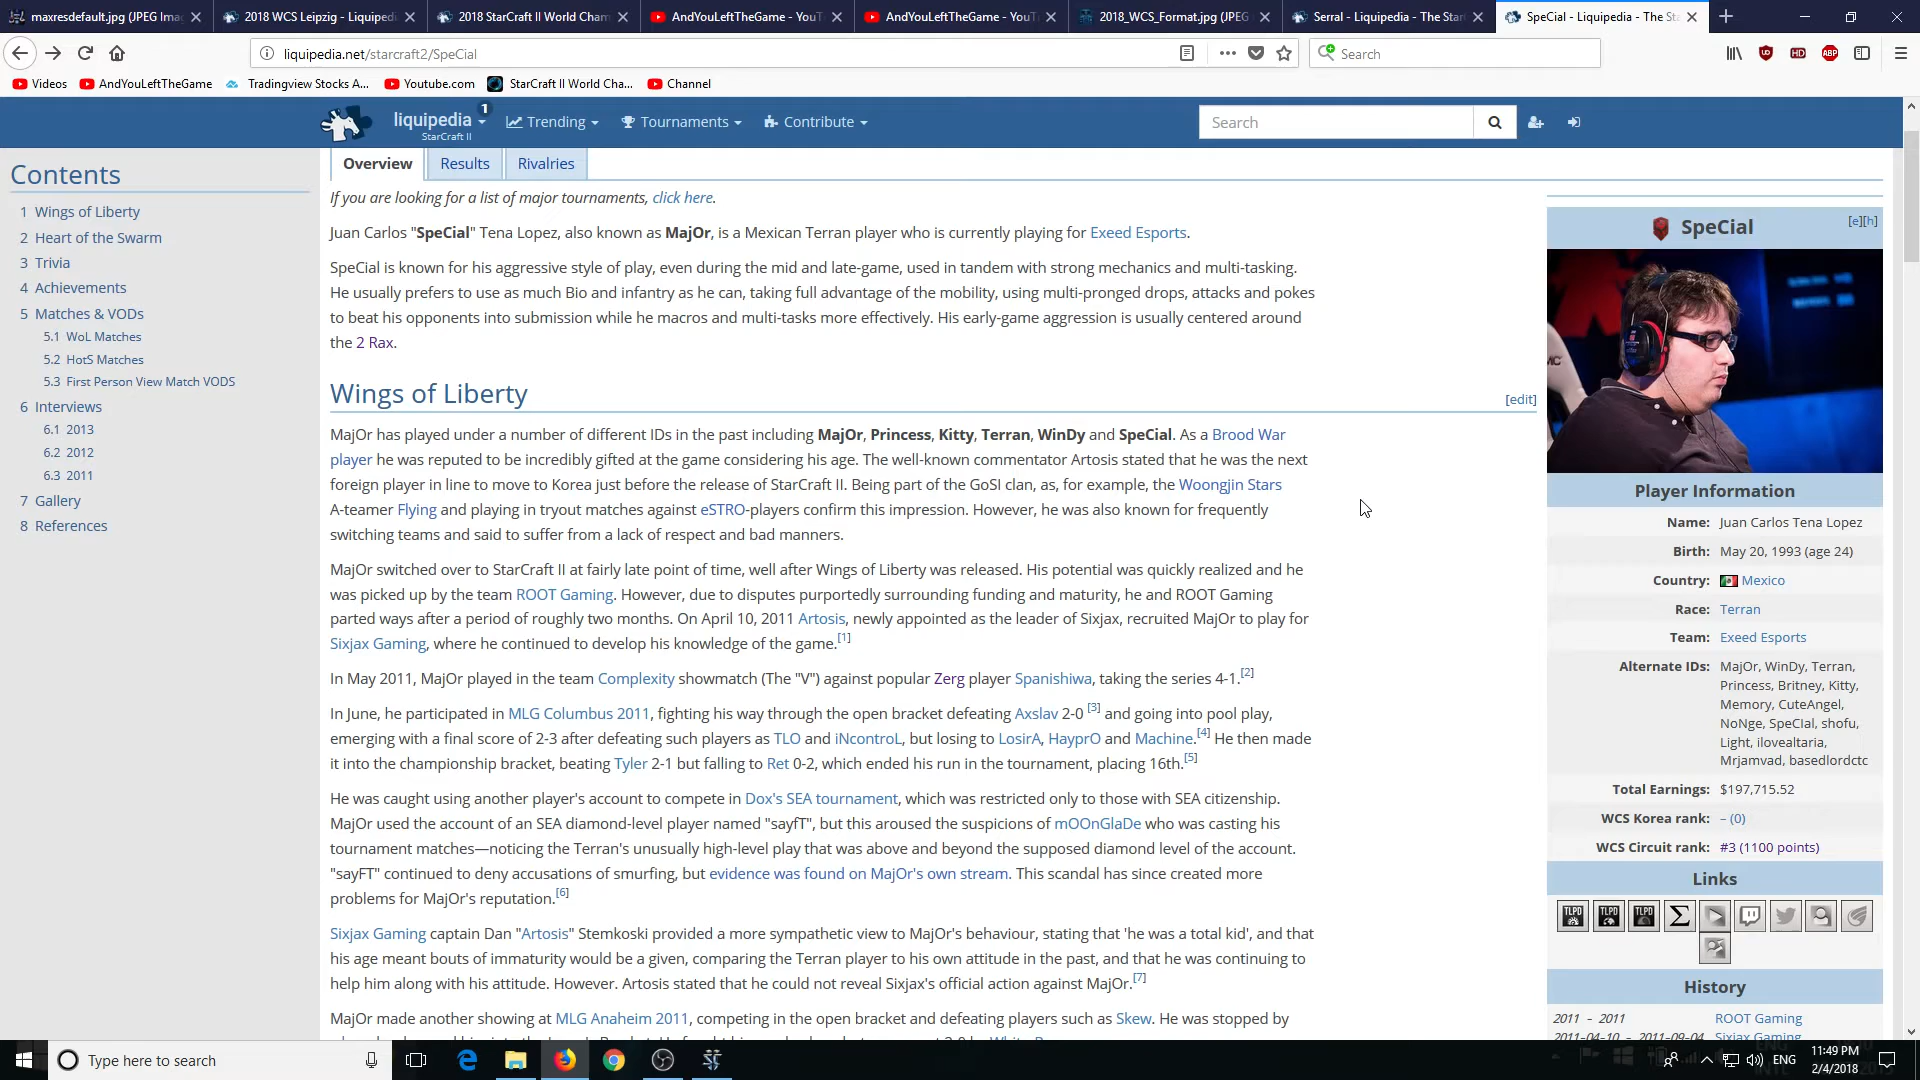 maxresdefault.jpg (JPEG Imag
2018 WCS Leipzig - Liquipedi
2018 StarCraft II World Cham
AndYouLeftTheGame - YouT
AndYouLeftTheGame - YouT
2018_WCS_Format.jpg (JPEG
Serral - Liquipedia - The Star
SpeCial - Liquipedia - The Sta
liquipedia.net/starcraft2/SpeCial
Search
Videos
AndYouLeftTheGame
Tradingview Stocks A...
Youtube.com
StarCraft II World Cha...
Channel
liquipedia 1
StarCraft II
Trending
Tournaments
Contribute
Search
Contents
1 Wings of Liberty
2 Heart of the Swarm
3 Trivia
4 Achievements
5 Matches & VODs
5.1 WoL Matches
5.2 HotS Matches
5.3 First Person View Match VODS
6 Interviews
6.1 2013
6.2 2012
6.3 2011
7 Gallery
8 References
Overview Results Rivalries
If you are looking for a list of major tournaments, click here.
Juan Carlos "SpeCial" Tena Lopez, also known as MajOr, is a Mexican Terran player who is currently playing for Exeed Esports.
SpeCial is known for his aggressive style of play, even during the mid and late-game, used in tandem with strong mechanics and multi-tasking.
He usually prefers to use as much Bio and infantry as he can, taking full advantage of the mobility, using multi-pronged drops, attacks and pokes
to beat his opponents into submission while he macros and multi-tasks more effectively. His early-game aggression is usually centered around
the 2 Rax.
Wings of Liberty [edit]
MajOr has played under a number of different IDs in the past including MajOr, Princess, Kitty, Terran, WinDy and SpeCial. As a Brood War
player he was reputed to be incredibly gifted at the game considering his age. The well-known commentator Artosis stated that he was the next
foreign player in line to move to Korea just before the release of StarCraft II. Being part of the GoSI clan, as, for example, the Woongjin Stars
A-teamer Flying and playing in tryout matches against eSTRO-players confirm this impression. However, he was also known for frequently
switching teams and said to suffer from a lack of respect and bad manners.
MajOr switched over to StarCraft II at fairly late point of time, well after Wings of Liberty was released. His potential was quickly realized and he
was picked up by the team ROOT Gaming. However, due to disputes purportedly surrounding funding and maturity, he and ROOT Gaming
parted ways after a period of roughly two months. On April 10, 2011 Artosis, newly appointed as the leader of Sixjax, recruited MajOr to play for
Sixjax Gaming, where he continued to develop his knowledge of the game.[1]
In May 2011, MajOr played in the team Complexity showmatch (The "V") against popular Zerg player Spanishiwa, taking the series 4-1.[2]
In June, he participated in MLG Columbus 2011, fighting his way through the open bracket defeating Axslav 2-0 [3] and going into pool play,
emerging with a final score of 2-3 after defeating such players as TLO and iNcontroL, but losing to LosirA, HayprO and Machine.[4] He then made
it into the championship bracket, beating Tyler 2-1 but falling to Ret 0-2, which ended his run in the tournament, placing 16th.[5]
He was caught using another player's account to compete in Dox's SEA tournament, which was restricted only to those with SEA citizenship.
MajOr used the account of an SEA diamond-level player named "sayfT", but this aroused the suspicions of mOOnGlaDe who was casting his
tournament matches—noticing the Terran's unusually high-level play that was above and beyond the supposed diamond level of the account.
"sayFT" continued to deny accusations of smurfing, but evidence was found on MajOr's own stream. This scandal has since created more
problems for MajOr's reputation.[6]
Sixjax Gaming captain Dan "Artosis" Stemkoski provided a more sympathetic view to MajOr's behaviour, stating that 'he was a total kid', and that
his age meant bouts of immaturity would be a given, comparing the Terran player to his own attitude in the past, and that he was continuing to
help him along with his attitude. However. Artosis stated that he could not reveal Sixjax's official action against MajOr.[7]
MajOr made another showing at MLG Anaheim 2011, competing in the open bracket and defeating players such as Skew. He was stopped by
SpeCial [e][h]
Player Information
Name: Juan Carlos Tena Lopez
Birth: May 20, 1993 (age 24)
Country: Mexico
Race: Terran
Team: Exeed Esports
Alternate IDs: MajOr, WinDy, Terran,
Princess, Britney, Kitty,
Memory, CuteAngel,
NoNge, SpeCIal, shofu,
Light, ilovealtaria,
Mrjamvad, basedlordctc
Total Earnings: $197,715.52
WCS Korea rank: – (0)
WCS Circuit rank: #3 (1100 points)
Links
TLPD TLPD TLPD Σ
History
2011 – 2011 ROOT Gaming
2011-04-10 – 2011-09-04 Sixjax Gaming
Type here to search
ENG
11:49 PM
2/4/2018